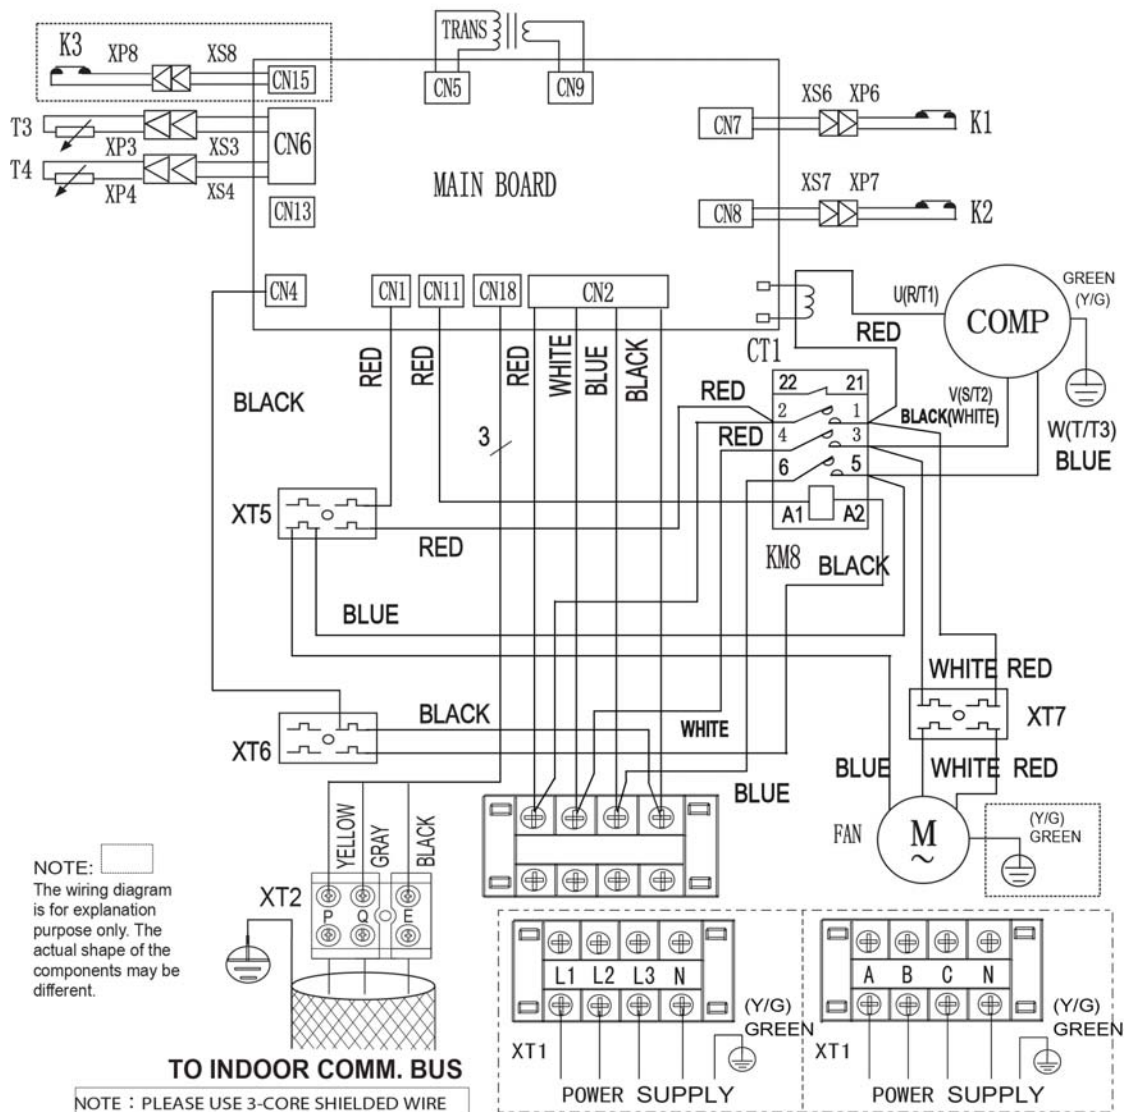 TRANS
K3
XP8 XS8
CN15
CN5
CN9
T3
XP3 XS3
CN6
T4
XP4 XS4
CN13
MAIN BOARD
CN7
XS6 XP6
K1
CN8
XS7 XP7
K2
CN4
CN1
CN11
CN18
CN2
CT1
U(R/T1)
RED
COMP
GREEN
(Y/G)
RED
RED
RED
WHITE
BLUE
BLACK
BLACK
3
RED
RED
22 21
2 1
4 3
6 5
A1 A2
KM8
V(S/T2)
BLACK(WHITE)
W(T/T3)
BLUE
BLACK
XT5
RED
BLUE
XT6
BLACK
WHITE
BLUE
WHITE RED
XT7
BLUE
WHITE RED
FAN
M
~
(Y/G)
GREEN
YELLOW
GRAY
BLACK
XT2
P Q E
NOTE:
The wiring diagram
is for explanation
purpose only. The
actual shape of the
components may be
different.
TO INDOOR COMM. BUS
NOTE：PLEASE USE 3-CORE SHIELDED WIRE
L1 L2 L3 N
(Y/G)
GREEN
XT1
POWER SUPPLY
A B C N
(Y/G)
GREEN
XT1
POWER SUPPLY